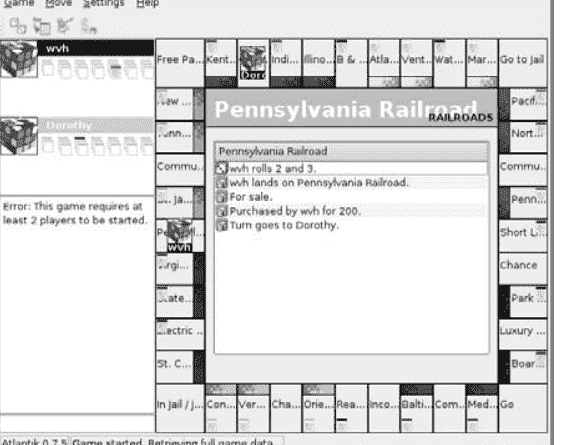 Game Move Settings Help
wvh
Dorothy
Error: This game requires at
least 2 players to be started.
Free Pa... Kent... Indi... Illino... B & ... Atla... Vent... Wat... Mar... Go to Jail
Dor
New ...
Commu...
St. Ja...
wvh
St. C...
Pennsylvania Railroad
RAILROADS
Pennsylvania Railroad
wvh rolls 2 and 3.
wvh lands on Pennsylvania Railroad.
For sale.
Purchased by wvh for 200.
Turn goes to Dorothy.
Pacif...
Nort...
Commu...
Penn...
Short L...
Chance
Park
Luxury ...
Boar...
In Jail / J... Con... Ver... Cha... Orie... Rea... Inco... Balti... Com... Med... Go
Atlantik 0.7.5 Game started. Retrieving full game data.